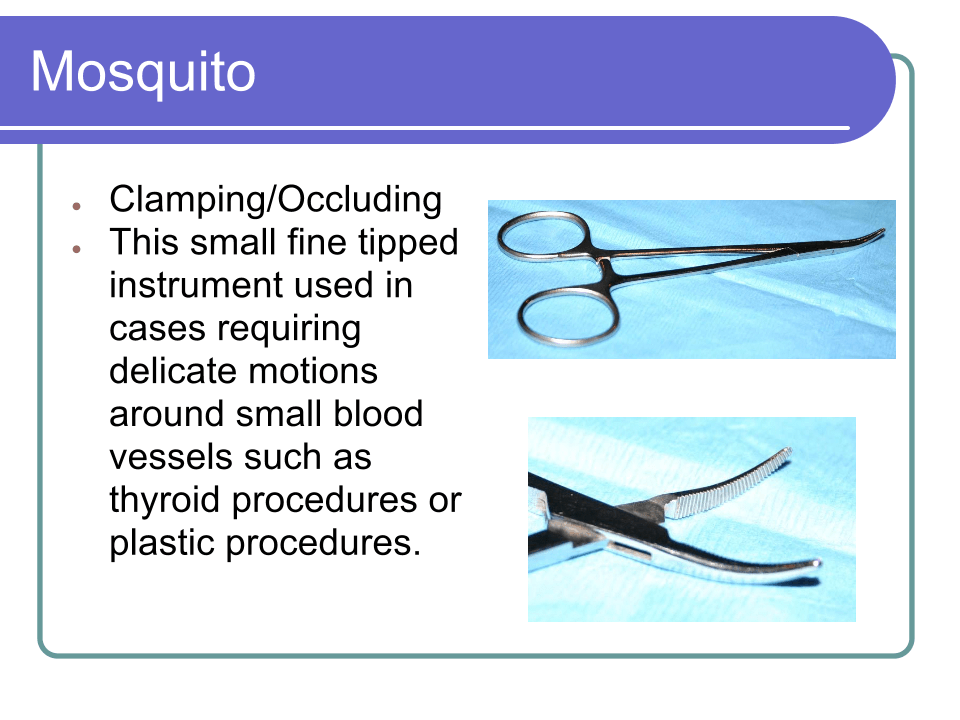 Mosquito
● Clamping/Occluding
● This small fine tipped
instrument used in
cases requiring
delicate motions
around small blood
vessels such as
thyroid procedures or
plastic procedures.